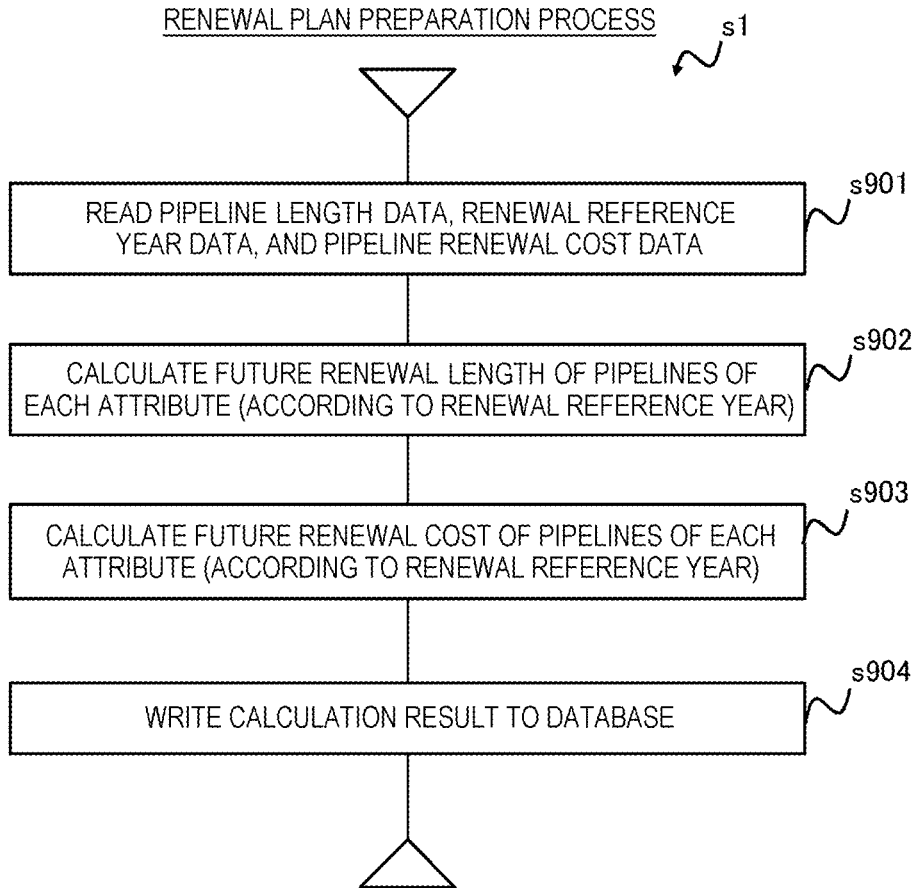 RENEWAL PLAN PREPARATION PROCESS
s1
s901
READ PIPELINE LENGTH DATA, RENEWAL REFERENCE
YEAR DATA, AND PIPELINE RENEWAL COST DATA
s902
CALCULATE FUTURE RENEWAL LENGTH OF PIPELINES OF
EACH ATTRIBUTE (ACCORDING TO RENEWAL REFERENCE YEAR)
s903
CALCULATE FUTURE RENEWAL COST OF PIPELINES OF EACH
ATTRIBUTE (ACCORDING TO RENEWAL REFERENCE YEAR)
s904
WRITE CALCULATION RESULT TO DATABASE